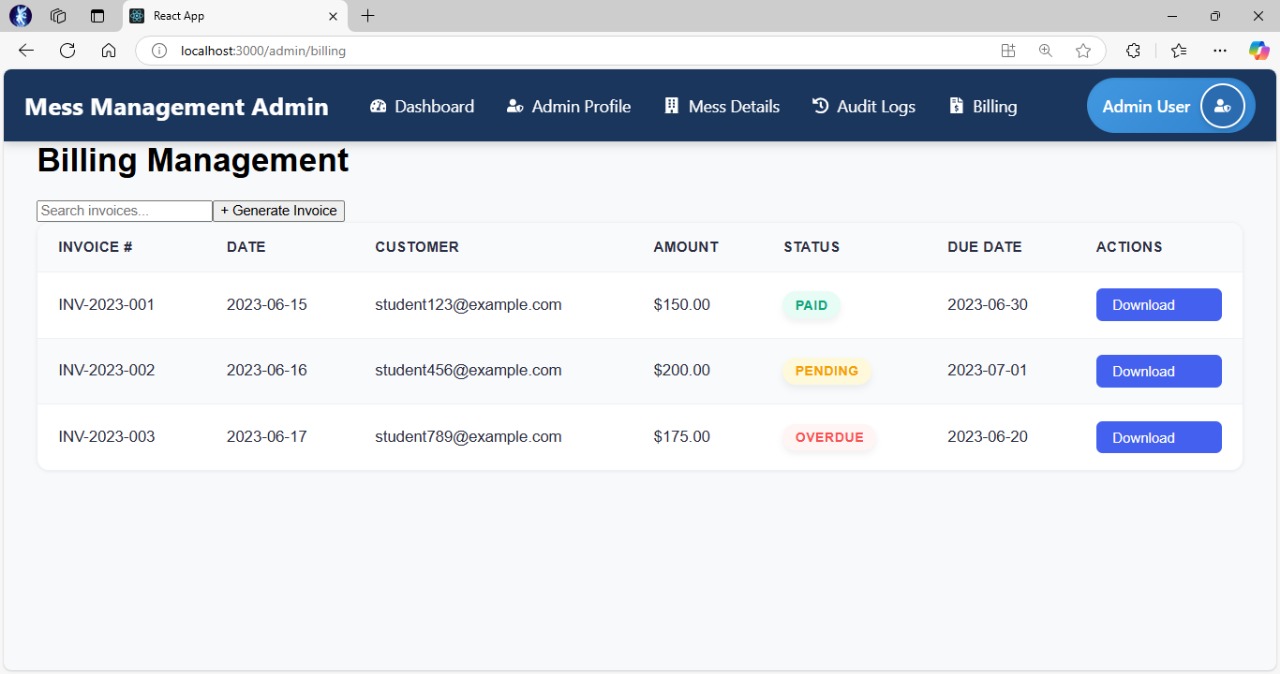 React App
localhost:3000/admin/billing
Mess Management Admin Dashboard Admin Profile Mess Details Audit Logs Billing Admin User
Billing Management
Search invoices... + Generate Invoice
INVOICE # DATE CUSTOMER AMOUNT STATUS DUE DATE ACTIONS
INV-2023-001 2023-06-15 student123@example.com $150.00 PAID 2023-06-30 Download
INV-2023-002 2023-06-16 student456@example.com $200.00 PENDING 2023-07-01 Download
INV-2023-003 2023-06-17 student789@example.com $175.00 OVERDUE 2023-06-20 Download